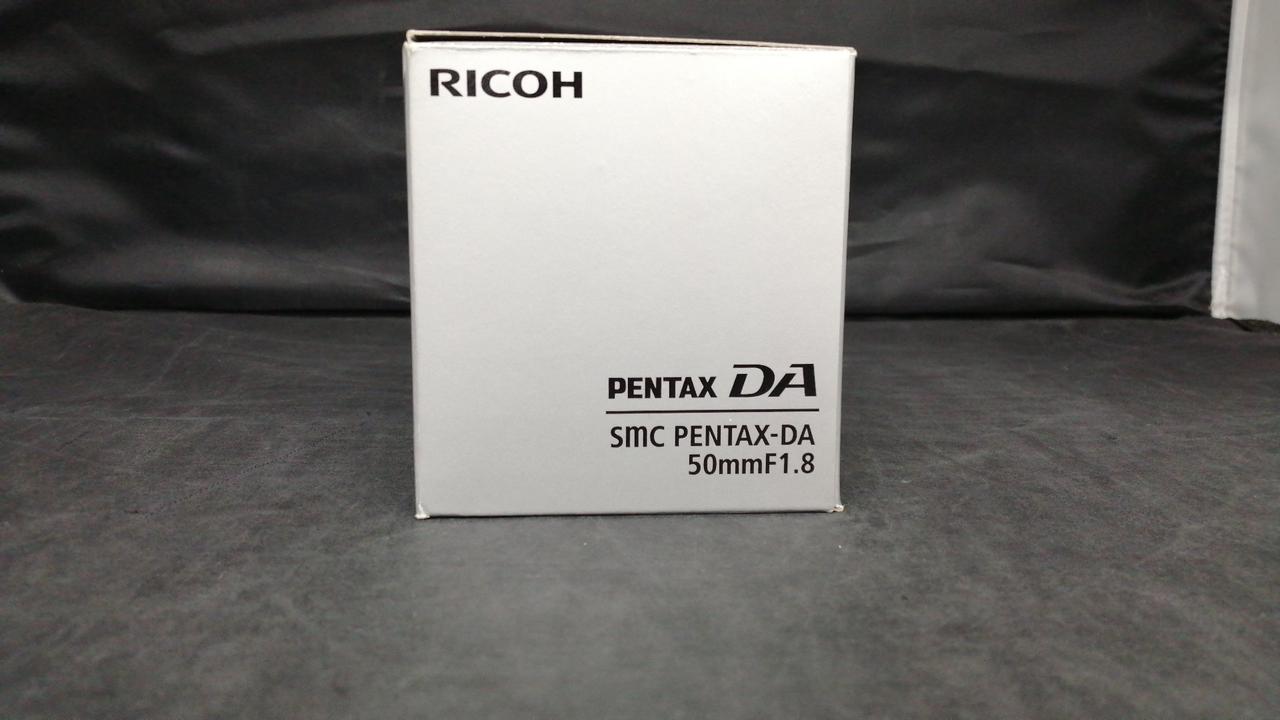 RICOH
PENTAX DA
smc PENTAX-DA
50mmF1.8